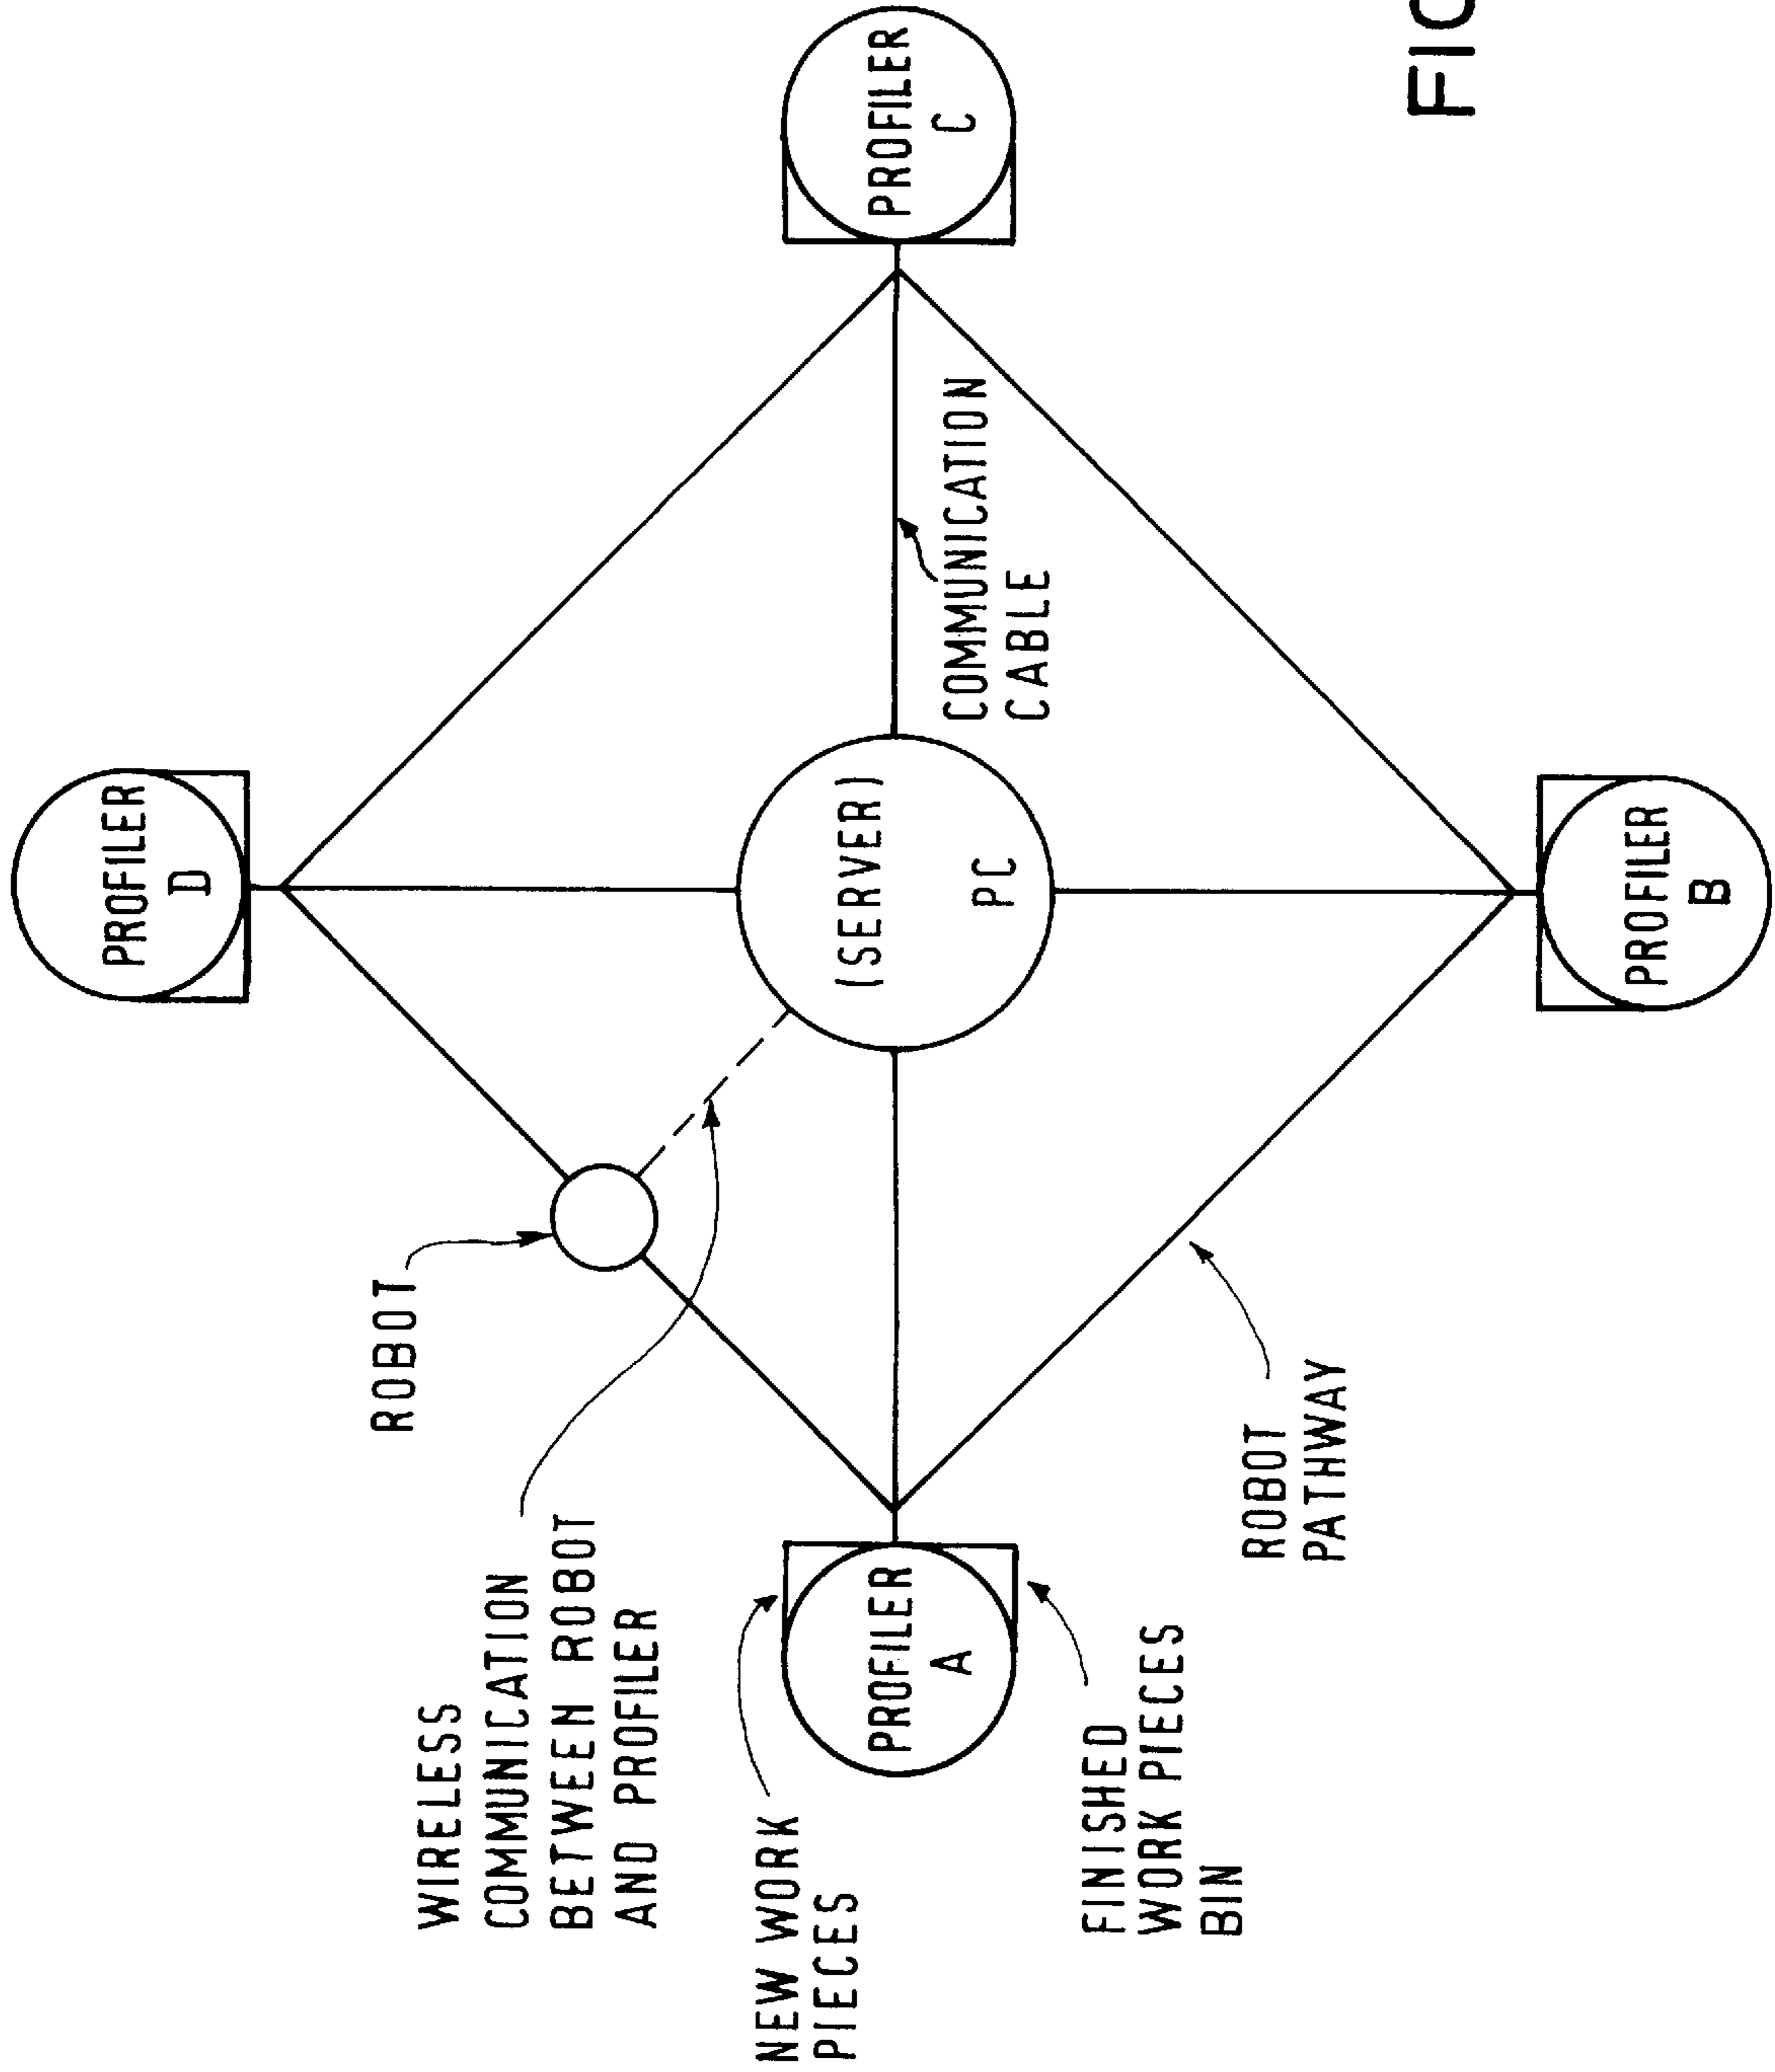 PROFILER
D
ROBOT
WIRELESS
COMMUNICATION
BETWEEN ROBOT
AND PROFILER
NEW WORK
PIECES
PROFILER
A
(SERVER)
PC
PROFILER
C
COMMUNICATION
CABLE
FINISHED
WORK PIECES
BIN
ROBOT
PATHWAY
PROFILER
B